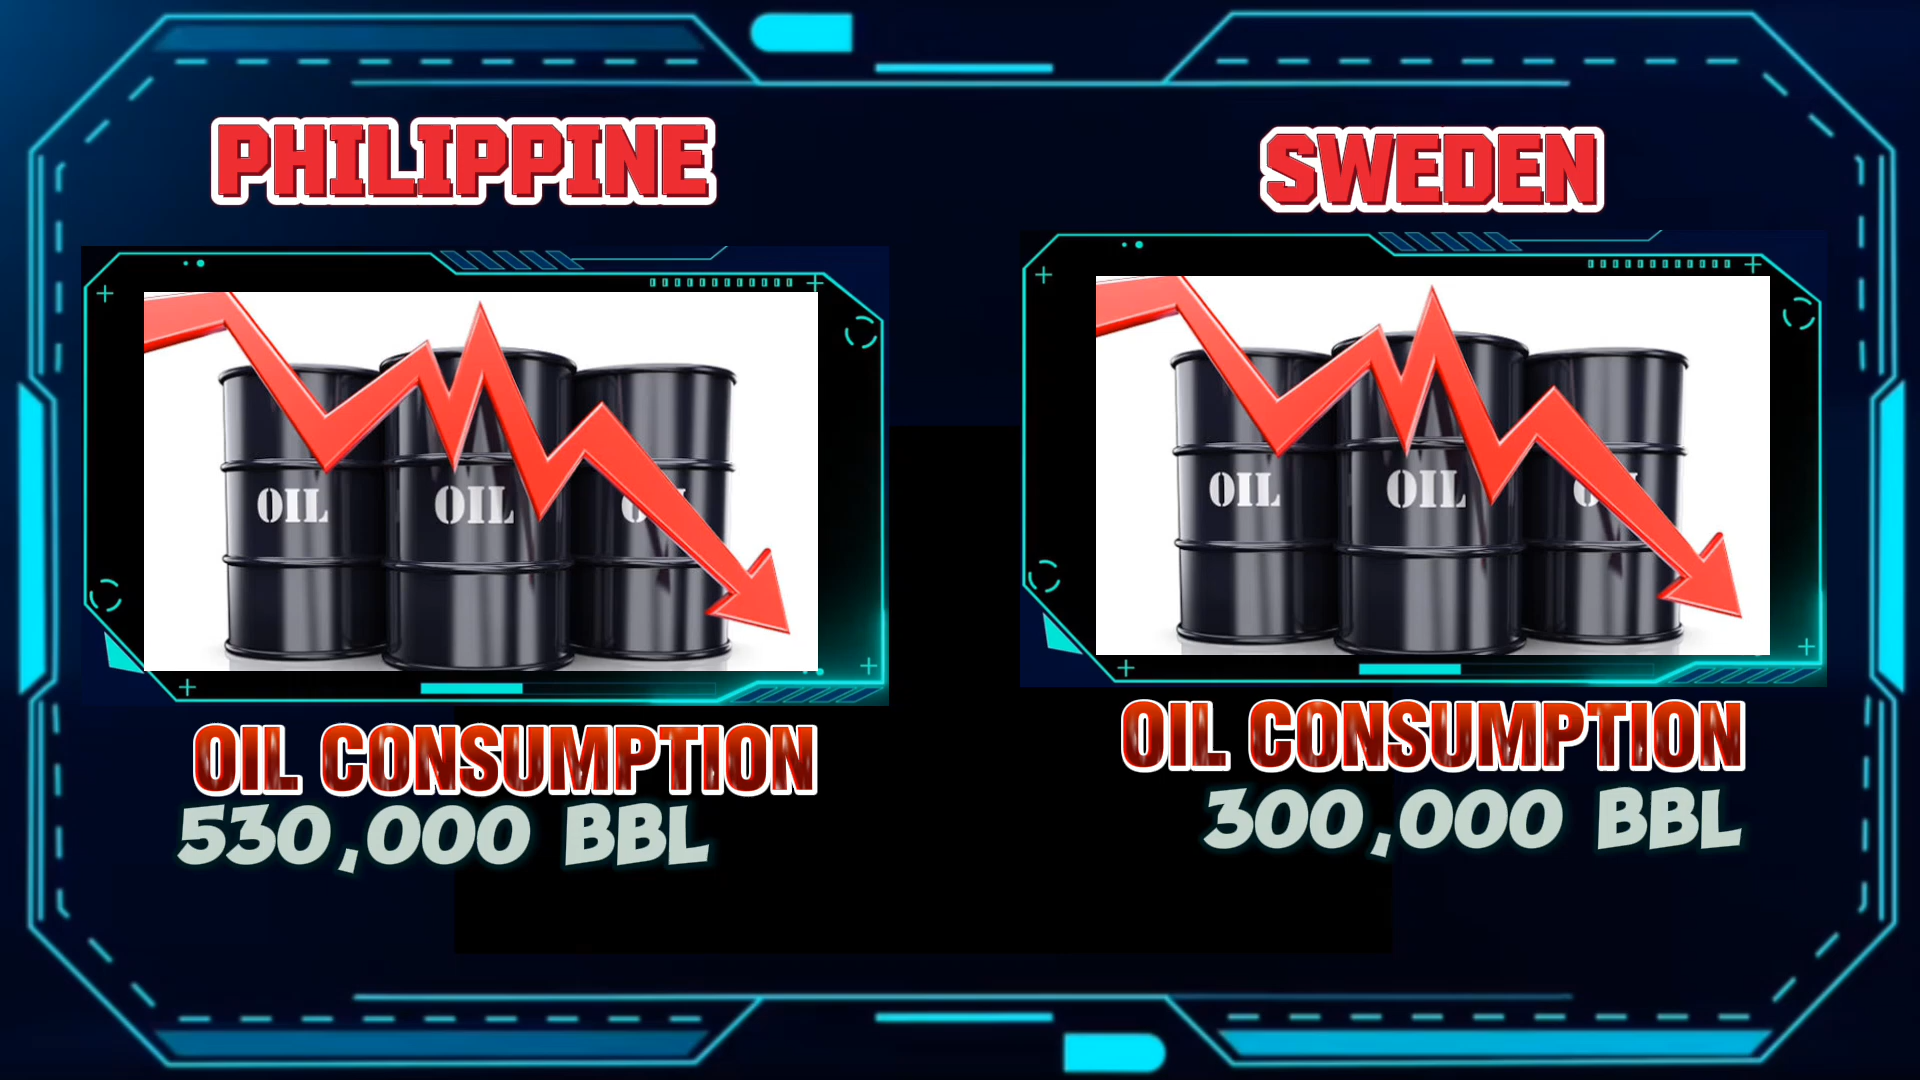 PHILIPPINE
OIL
OIL
OIL CONSUMPTION
530,000 BBL
SWEDEN
OIL
OIL
OIL CONSUMPTION
300,000 BBL